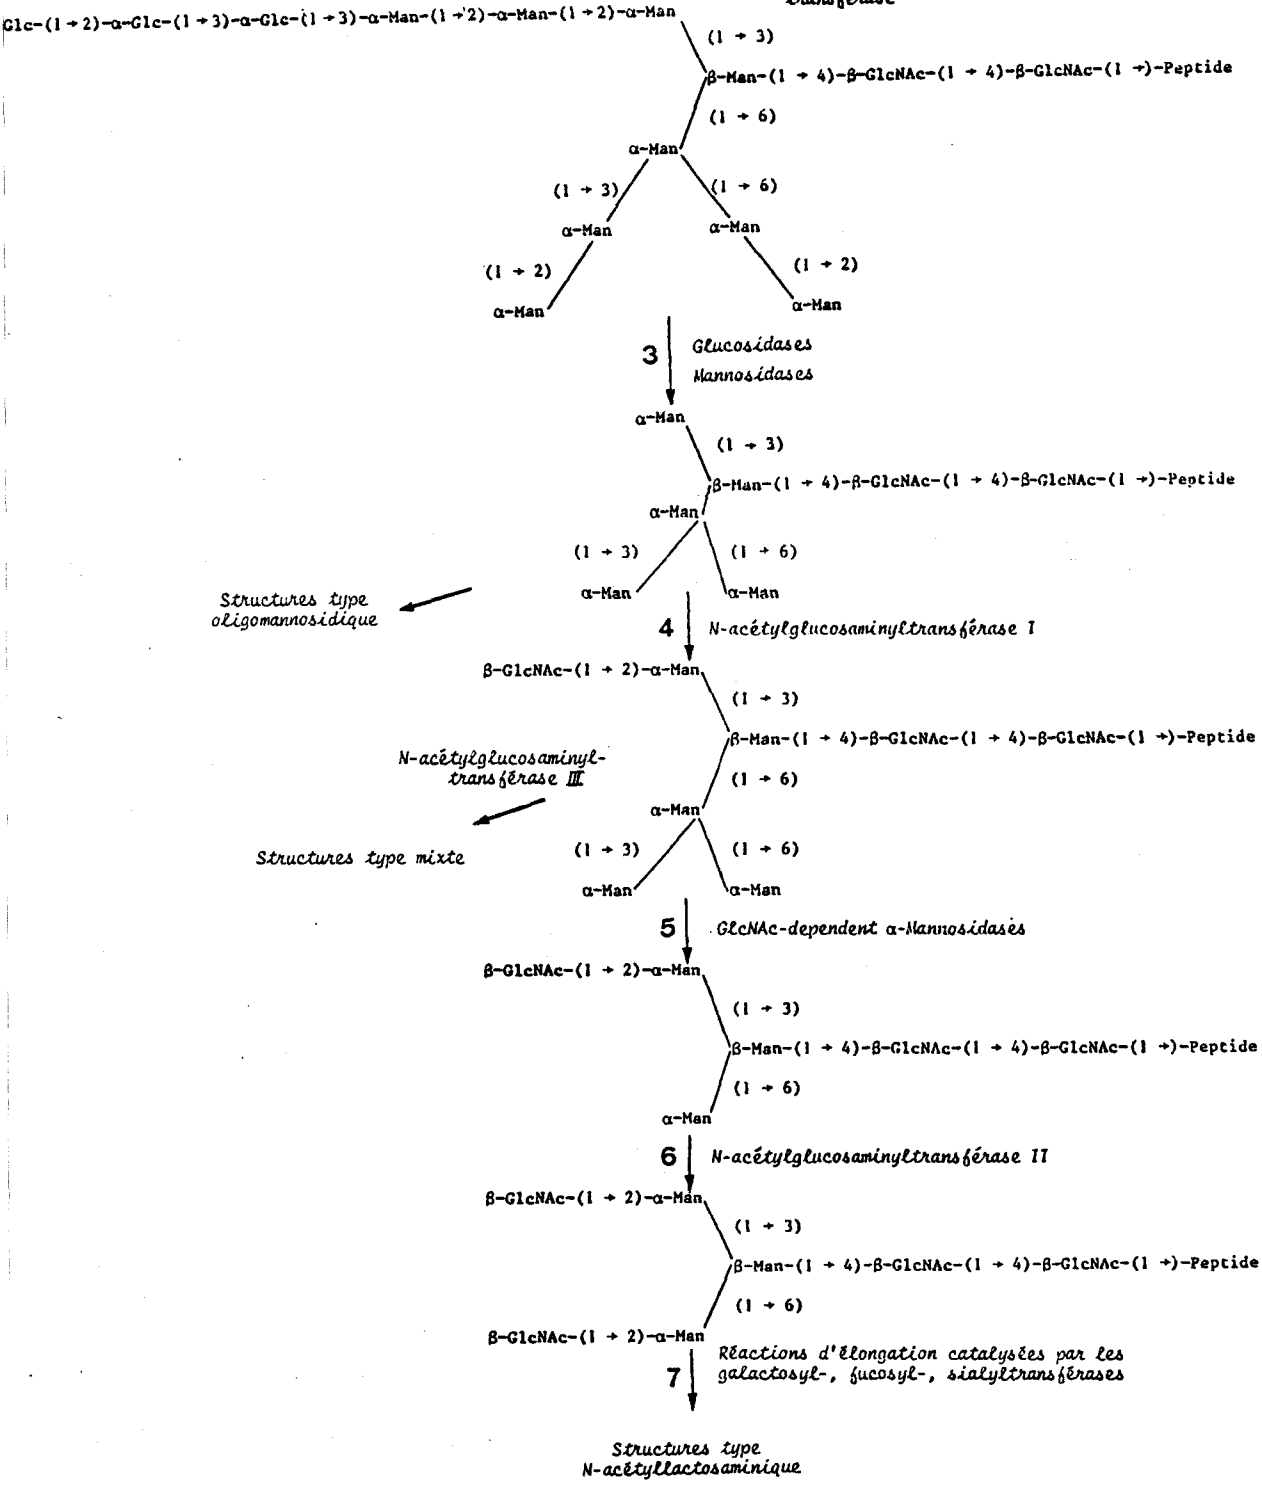 transférase
Glc-(1 → 2)-α-Glc-(1 → 3)-α-Glc-(1 → 3)-α-Man-(1 → 2)-α-Man-(1 → 2)-α-Man
(1 → 3)
β-Man-(1 → 4)-β-GlcNAc-(1 → 4)-β-GlcNAc-(1 →)-Peptide
(1 → 6)
α-Man
(1 → 3) (1 → 6)
α-Man α-Man
(1 → 2) (1 → 2)
α-Man α-Man
3 Glucosidases
Mannosidases
α-Man
(1 → 3)
β-Man-(1 → 4)-β-GlcNAc-(1 → 4)-β-GlcNAc-(1 →)-Peptide
α-Man
(1 → 3) (1 → 6)
α-Man α-Man
Structures type
oligomannosidique
4 N-acétylglucosaminyltransférase I
β-GlcNAc-(1 → 2)-α-Man
(1 → 3)
β-Man-(1 → 4)-β-GlcNAc-(1 → 4)-β-GlcNAc-(1 →)-Peptide
N-acétylglucosaminyl-
transférase III
(1 → 6)
α-Man
Structures type mixte
(1 → 3) (1 → 6)
α-Man α-Man
5 GlcNAc-dependent α-Mannosidases
β-GlcNAc-(1 → 2)-α-Man
(1 → 3)
β-Man-(1 → 4)-β-GlcNAc-(1 → 4)-β-GlcNAc-(1 →)-Peptide
(1 → 6)
α-Man
6 N-acétylglucosaminyltransférase II
β-GlcNAc-(1 → 2)-α-Man
(1 → 3)
β-Man-(1 → 4)-β-GlcNAc-(1 → 4)-β-GlcNAc-(1 →)-Peptide
(1 → 6)
β-GlcNAc-(1 → 2)-α-Man
7 Réactions d'élongation catalysées par les
galactosyl-, fucosyl-, sialyltransférases
Structures type
N-acétyllactosaminique